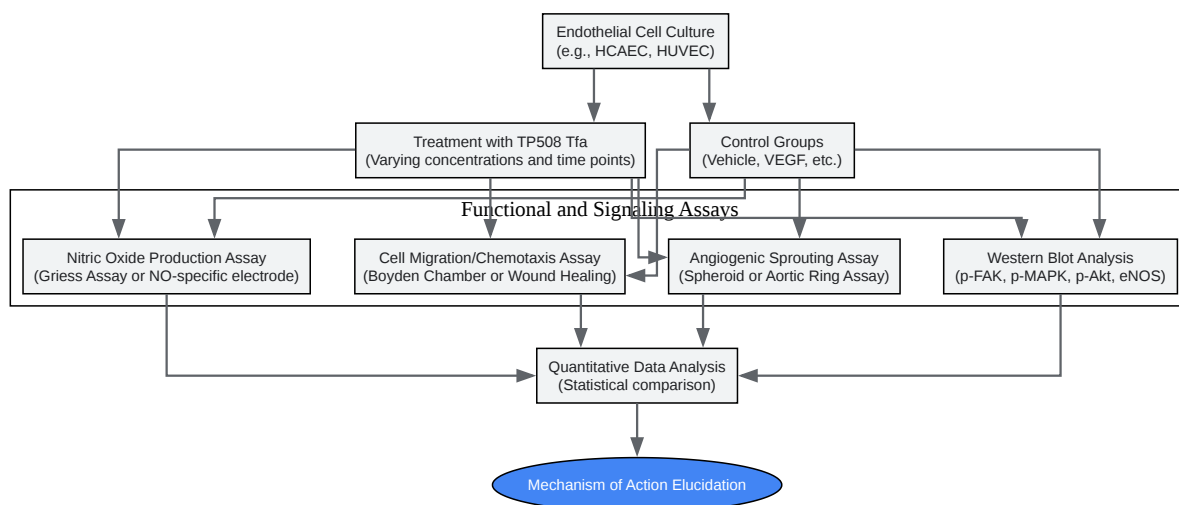 Endothelial Cell Culture
(e.g., HCAEC, HUVEC)
Treatment with TP508 Tfa
(Varying concentrations and time points)
Control Groups
(Vehicle, VEGF, etc.)
Functional and Signaling Assays
Nitric Oxide Production Assay
(Griess Assay or NO-specific electrode)
Cell Migration/Chemotaxis Assay
(Boyden Chamber or Wound Healing)
Angiogenic Sprouting Assay
(Spheroid or Aortic Ring Assay)
Western Blot Analysis
(p-FAK, p-MAPK, p-Akt, eNOS)
Quantitative Data Analysis
(Statistical comparison)
Mechanism of Action Elucidation